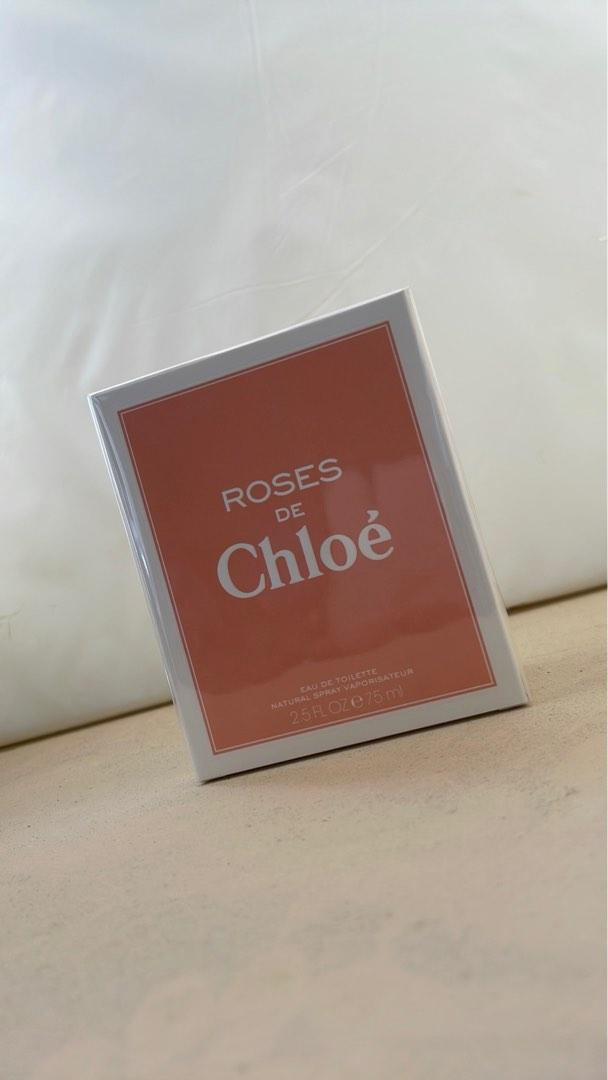 ROSES
DE
Chloé
EAU DE TOILETTE
NATURAL SPRAY VAPORISATEUR
2.5 FL OZ ℮ 75 ml